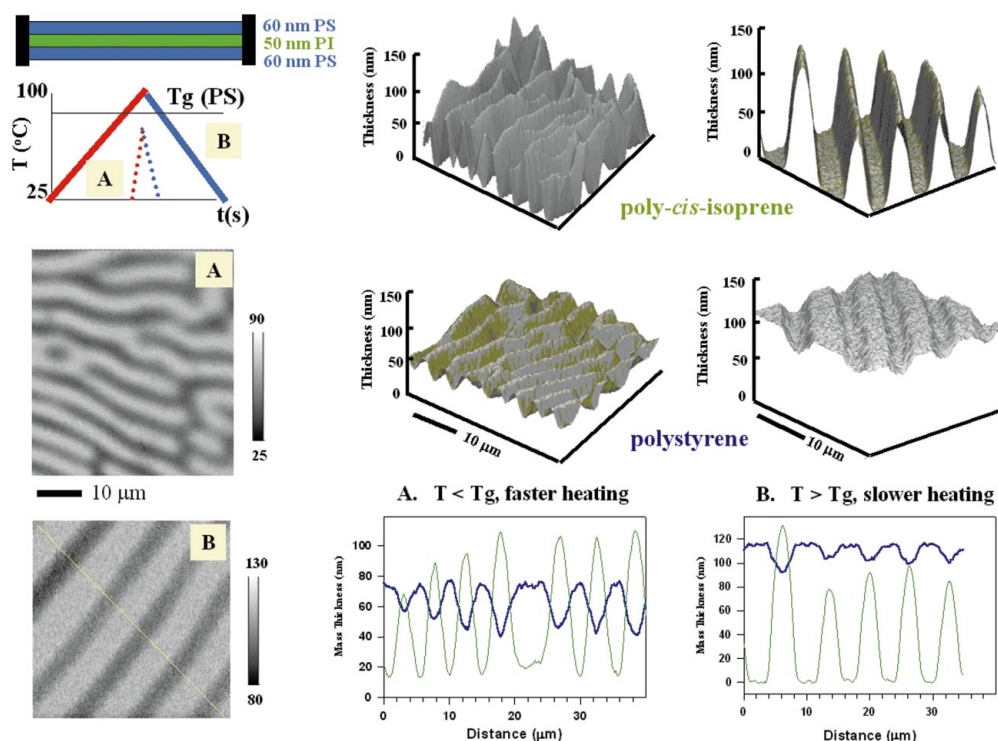 60 nm PS
50 nm PI
60 nm PS
100
Tg (PS)
T (ºC)
B
A
25
t(s)
A
90
25
10 µm
B
130
80
Thickness (nm)
150
100
50
0
Thickness (nm)
150
100
50
0
poly-cis-isoprene
Thickness (nm)
150
100
50
0
10 µm
Thickness (nm)
150
100
50
0
10 µm
polystyrene
A. T < Tg, faster heating
Mass Thickness (nm)
100
80
60
40
20
0
0 10 20 30
Distance (µm)
B. T > Tg, slower heating
Mass Thickness (nm)
120
100
80
60
40
20
0
0 10 20 30
Distance (µm)